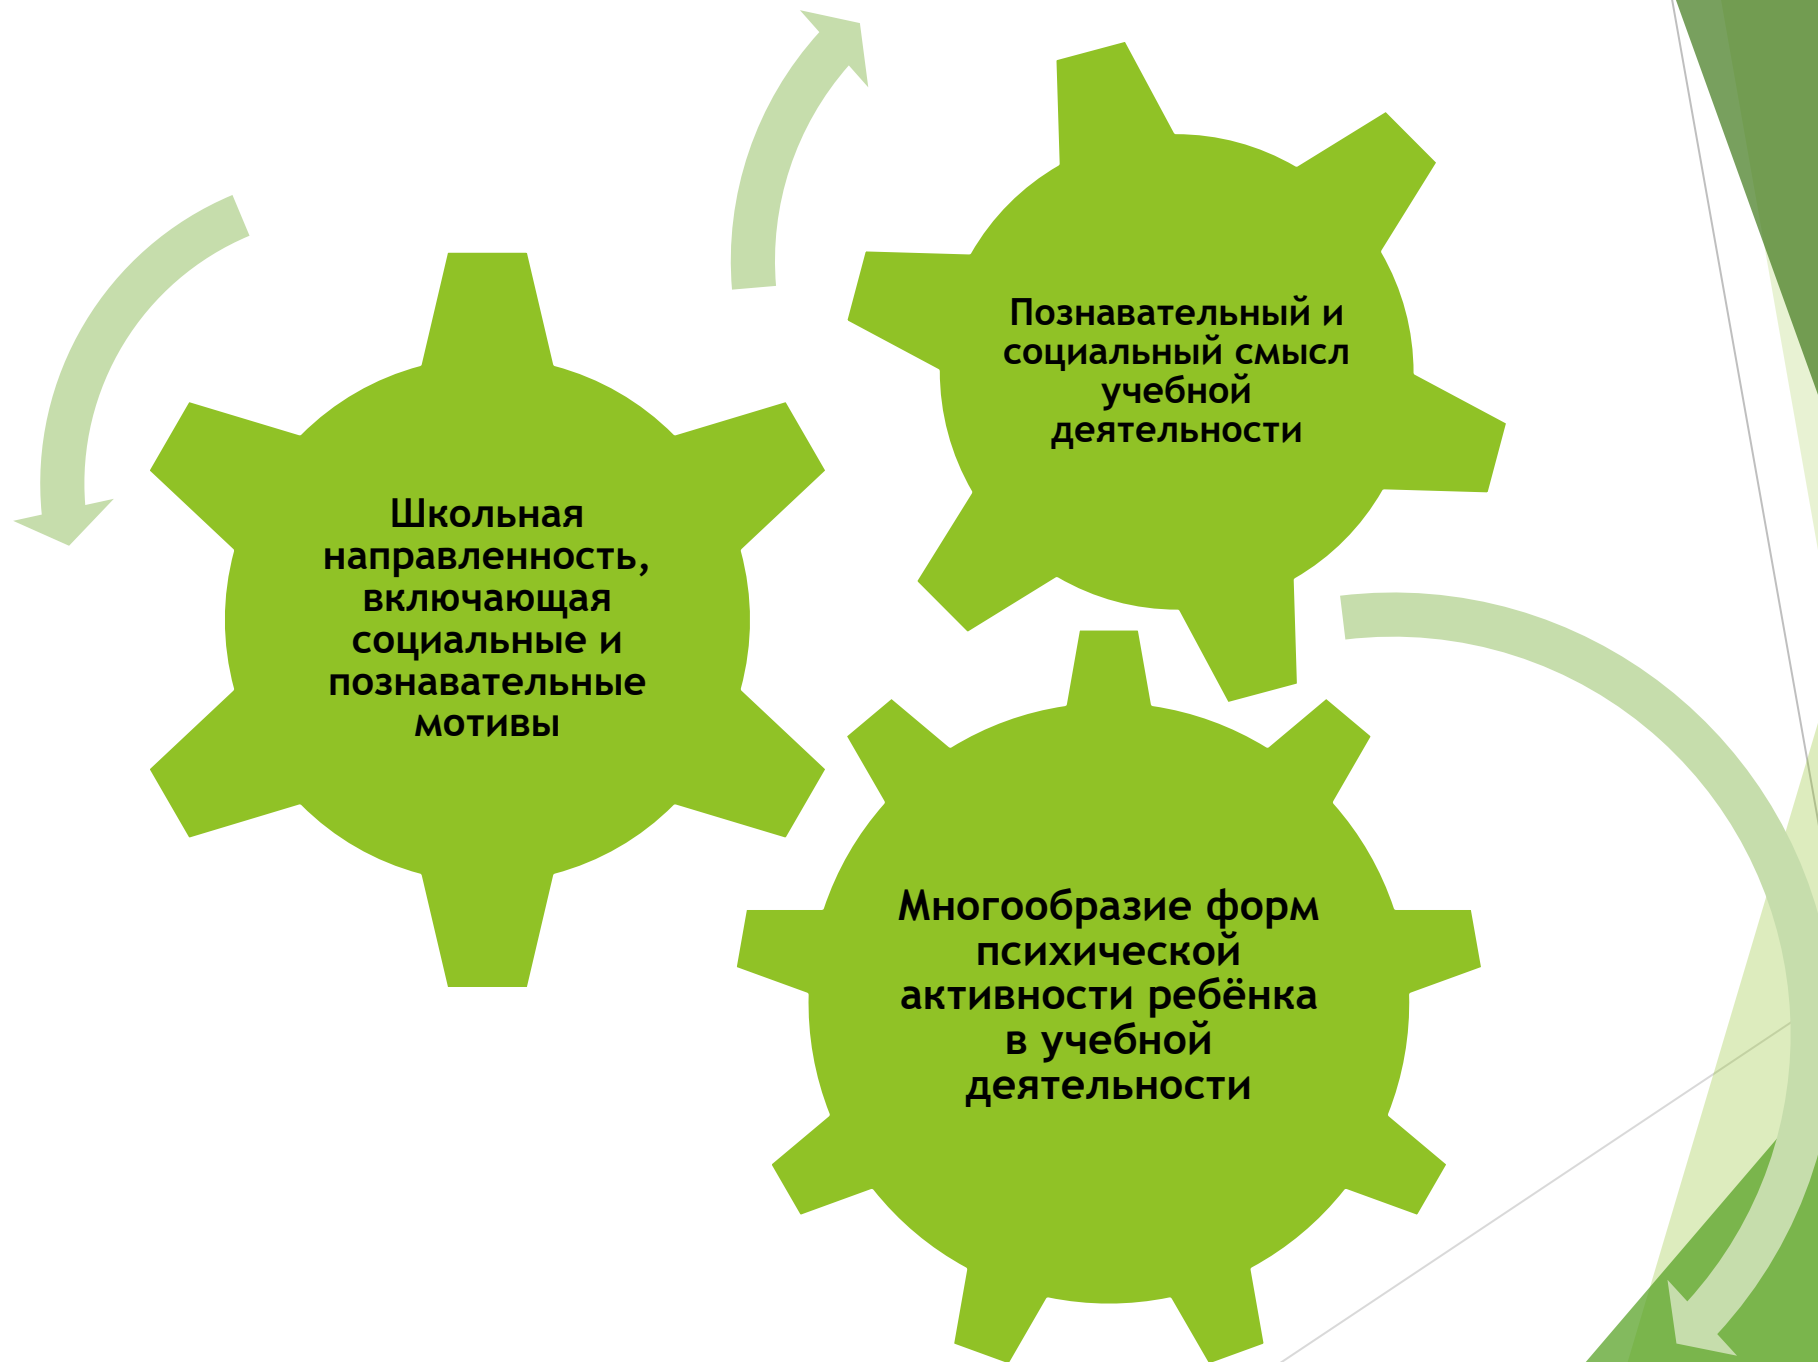 Познавательный и
социальный смысл
учебной
деятельности
Школьная
направленность,
включающая
социальные и
познавательные
мотивы
Многообразие форм
психической
активности ребёнка
в учебной
деятельности